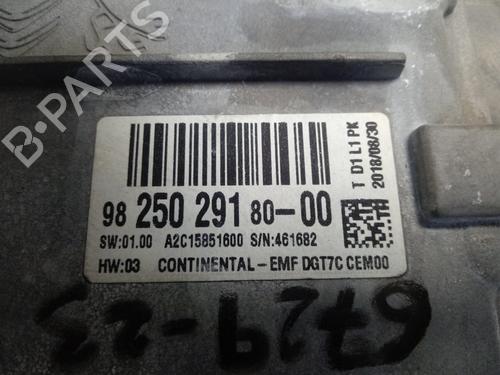 B-PARTS
98 250 291 80-00
SW:01.00 A2C15851600 S/N:461682
HW:03 CONTINENTAL-EMF DGT7C CEM00
T D1 L1 PK
2018/08/30
6729-23